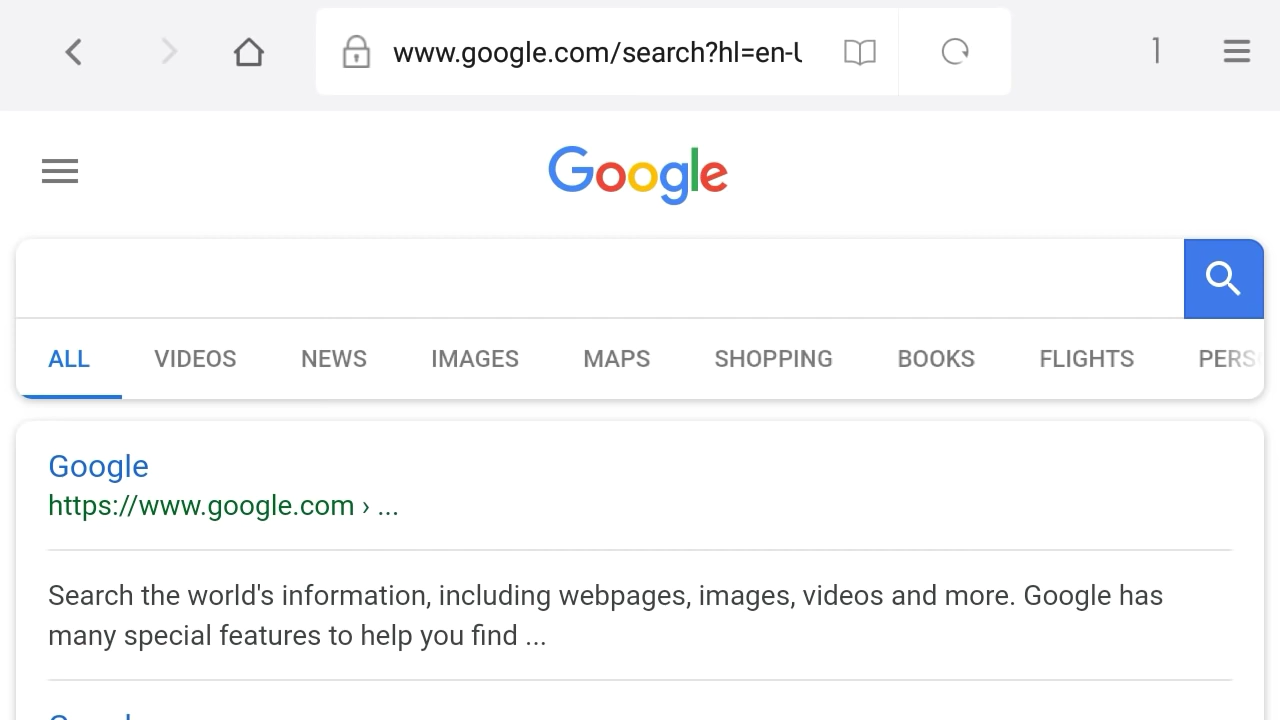 www.google.com/search?hl=en-U
1
Google
ALL VIDEOS NEWS IMAGES MAPS SHOPPING BOOKS FLIGHTS PERS
Google
https://www.google.com › ...
Search the world's information, including webpages, images, videos and more. Google has
many special features to help you find ...